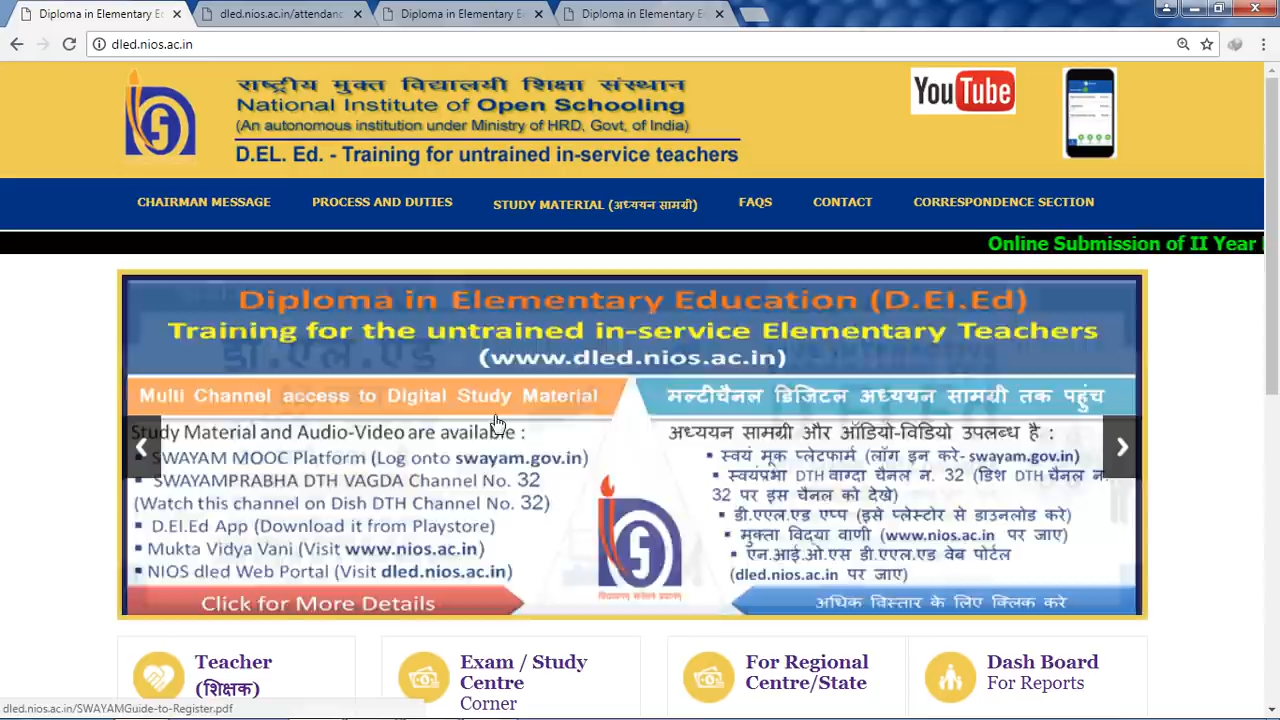 Diploma in Elementary E
dled.nios.ac.in/attendanc
Diploma in Elementary E
Diploma in Elementary E
dled.nios.ac.in
राष्ट्रीय मुक्त विद्यालयी शिक्षा संस्थान
National Institute of Open Schooling
(An autonomous institution under Ministry of HRD, Govt, of India)
D.EL. Ed. - Training for untrained in-service teachers
You Tube
CHAIRMAN MESSAGE
PROCESS AND DUTIES
STUDY MATERIAL (अध्ययन सामग्री)
FAQS
CONTACT
CORRESPONDENCE SECTION
Online Submission of II Year
Diploma in Elementary Education (D.El.Ed)
Training for the untrained in-service Elementary Teachers
(www.dled.nios.ac.in)
Multi Channel access to Digital Study Material
Study Material and Audio-Video are available :
SWAYAM MOOC Platform (Log onto swayam.gov.in)
• SWAYAMPRABHA DTH VAGDA Channel No. 32
(Watch this channel on Dish DTH Channel No. 32)
• D.El.Ed App (Download it from Playstore)
• Mukta Vidya Vani (Visit www.nios.ac.in)
• NIOS dled Web Portal (Visit dled.nios.ac.in)
Click for More Details
मल्टीचैनल डिजिटल अध्ययन सामग्री तक पहुंच
अध्ययन सामग्री और ऑडियो-विडियो उपलब्ध है :
• स्वयं मूक प्लेटफार्म (लॉग इन करे- swayam.gov.in)
• स्वयंप्रभा DTH वाग्दा चैनल न. 32 (डिश DTH चैनल न.
32 पर इस चैनल को देखे)
• डी.एलएल.ड एप्प (इसे प्लेस्टोर से डाउनलोड करे)
• मुक्ता विद्या वाणी (www.nios.ac.in पर जाए)
• एन.आई.ओ.एस डी.एएल.एड वेब पोर्टल
(dled.nios.ac.in पर जाए)
अधिक विस्तार के लिए क्लिक करे
Teacher
(शिक्षक)
Exam / Study
Centre
Corner
For Regional
Centre/State
Dash Board
For Reports
dled.nios.ac.in/SWAYAMGuide-to-Register.pdf